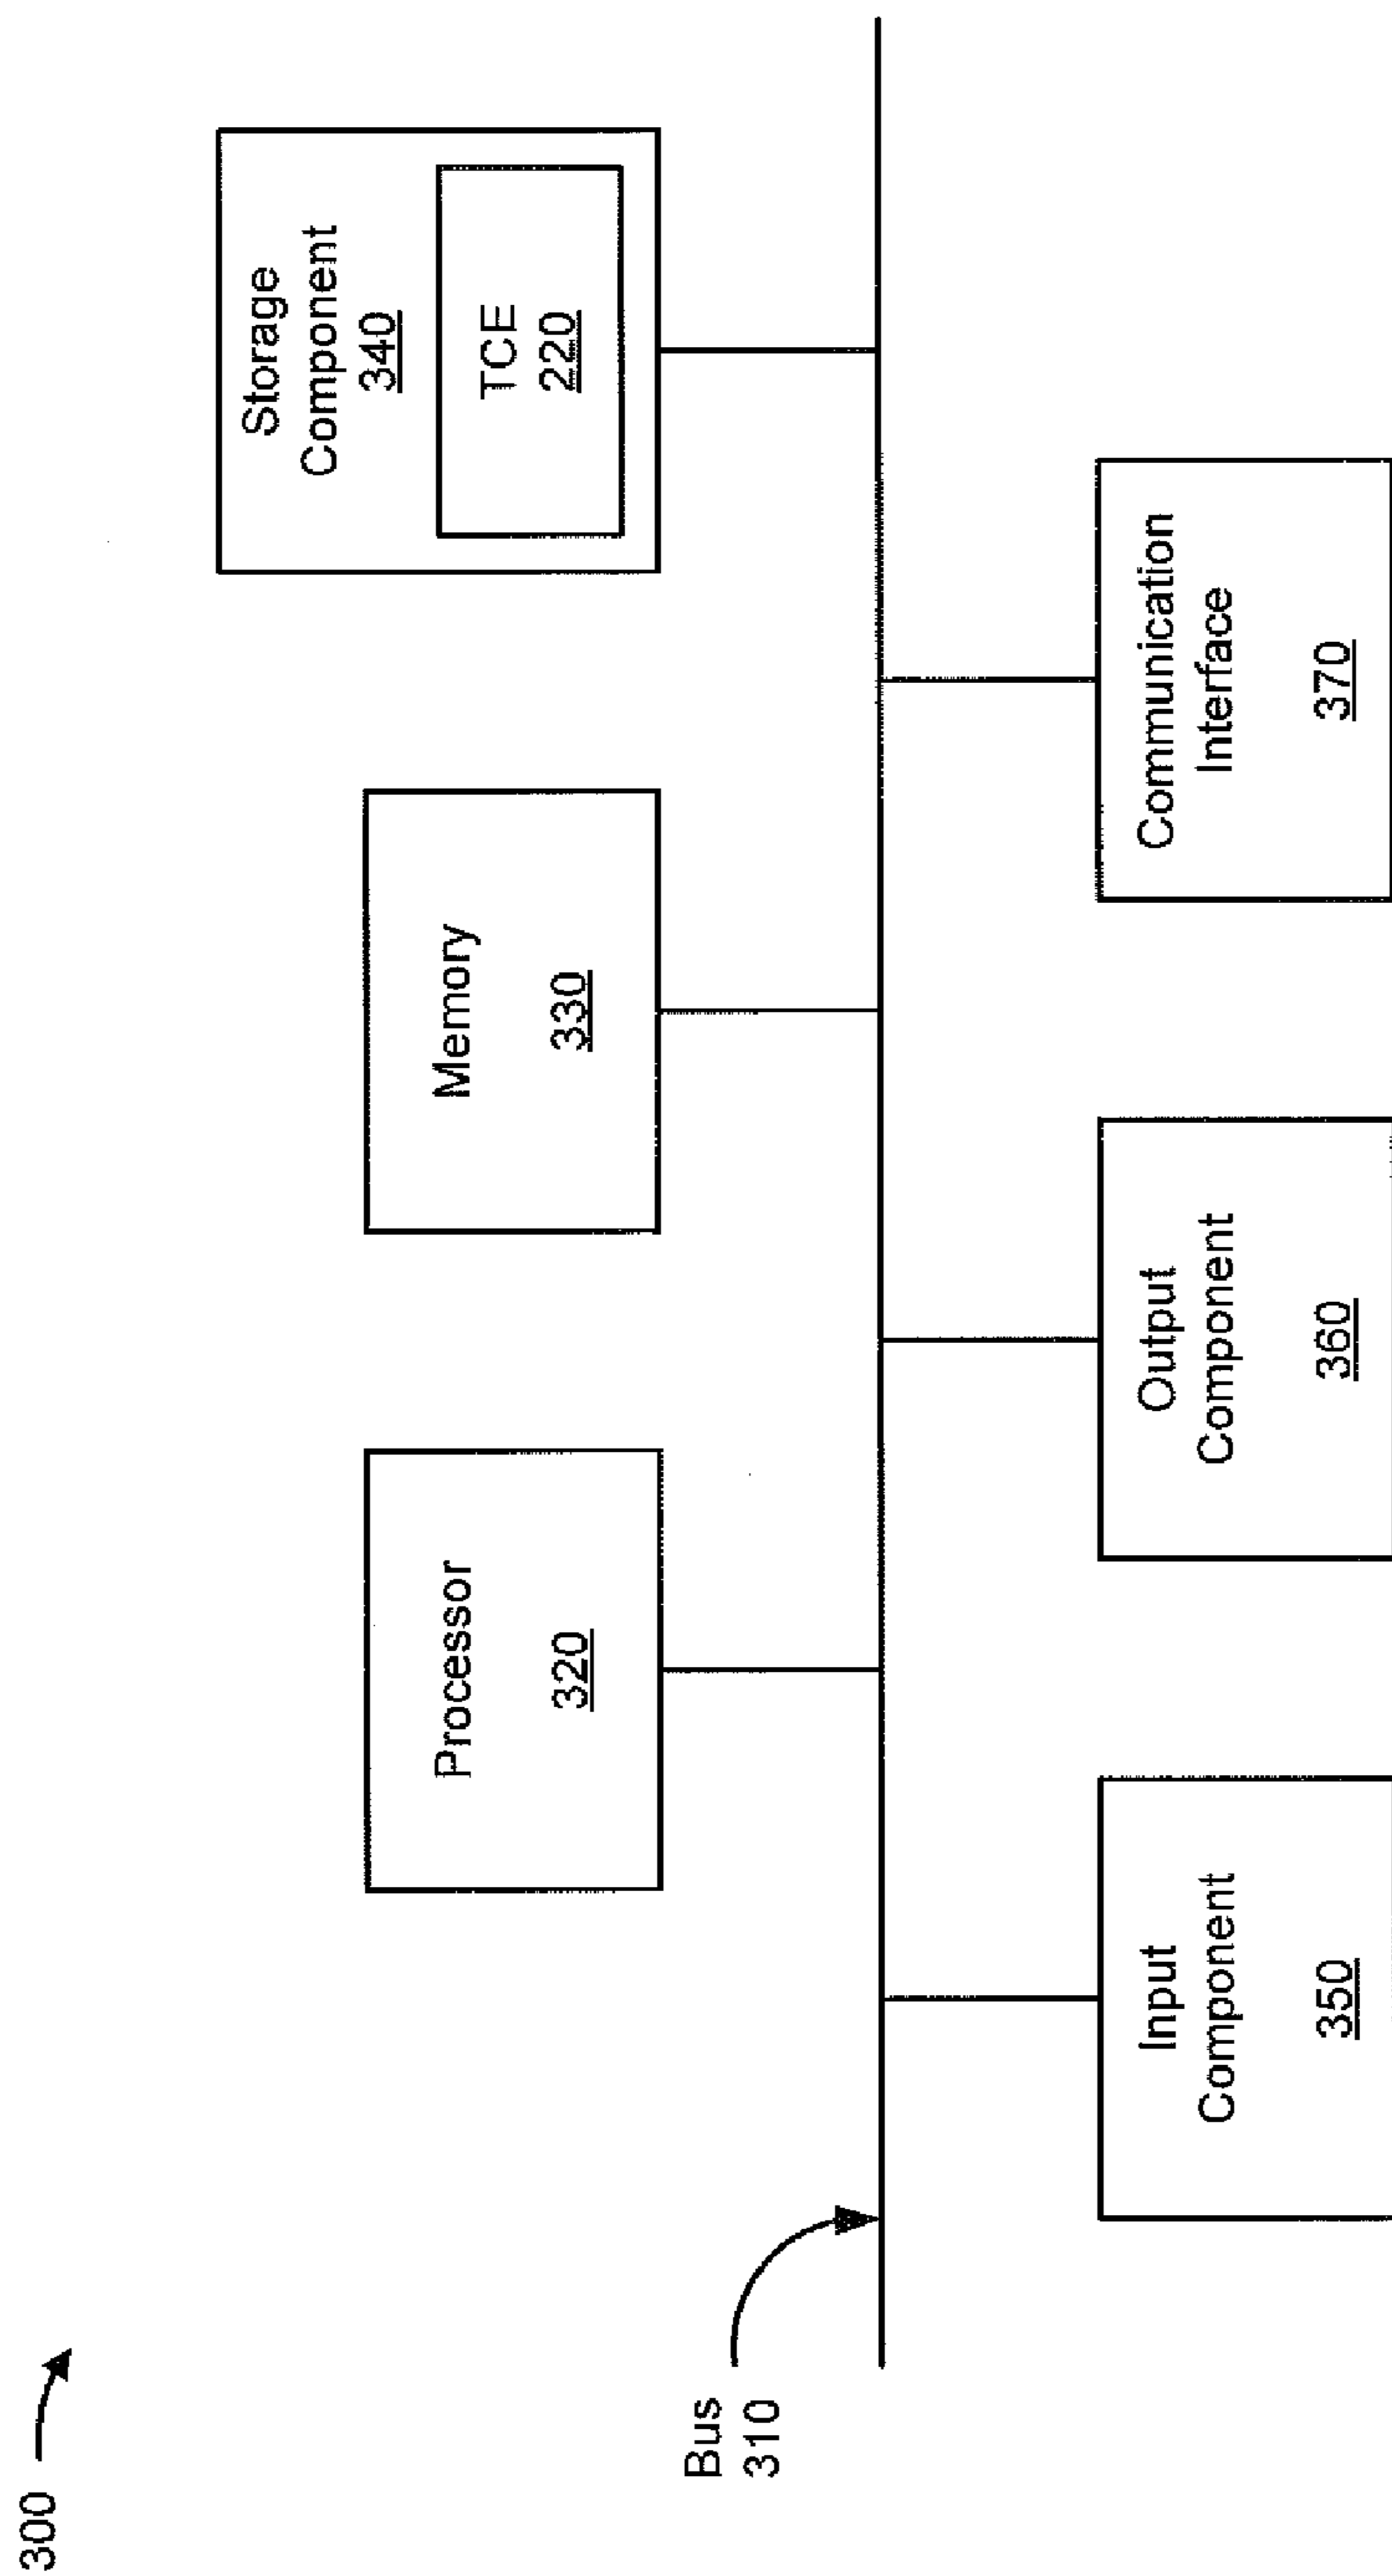 300
Bus
310
Processor
320
Memory
330
Storage
Component
340
TCE
220
Input
Component
350
Output
Component
360
Communication
Interface
370